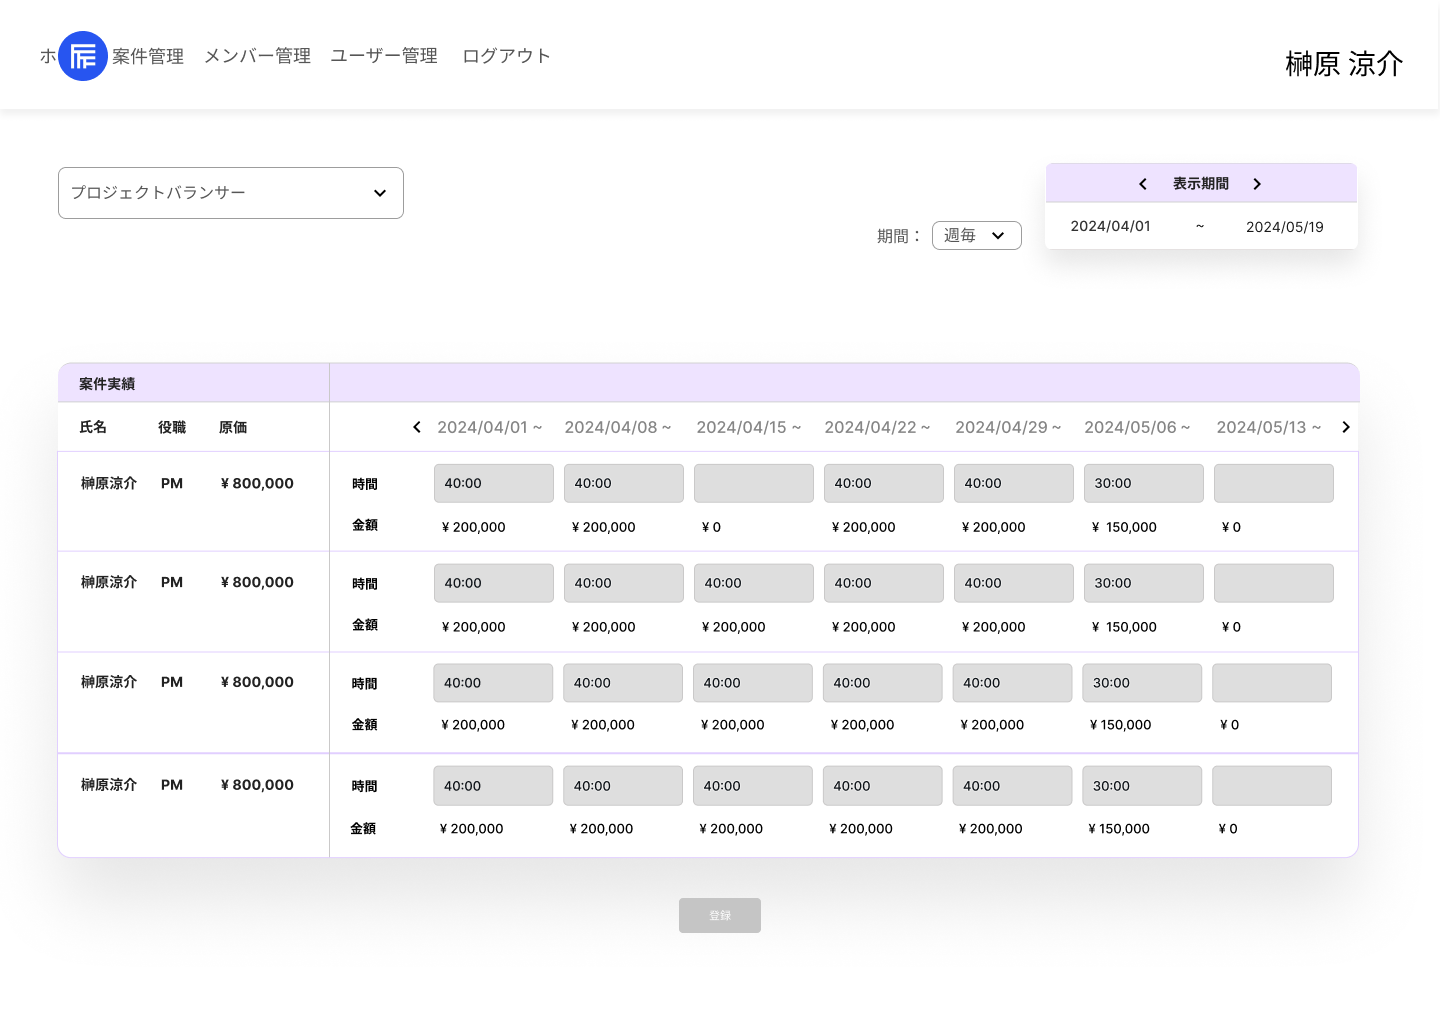 ホ 案件管理 メンバー管理 ユーザー管理 ログアウト
榊原 涼介
プロジェクトバランサー
表示期間
2024/04/01 ~ 2024/05/19
期間： 週毎
案件実績
氏名 役職 原価 2024/04/01 ~ 2024/04/08 ~ 2024/04/15 ~ 2024/04/22 ~ 2024/04/29 ~ 2024/05/06 ~ 2024/05/13 ~
榊原涼介 PM ¥ 800,000 時間 40:00 40:00 40:00 40:00 30:00
金額 ¥ 200,000 ¥ 200,000 ¥ 0 ¥ 200,000 ¥ 200,000 ¥ 150,000 ¥ 0
榊原涼介 PM ¥ 800,000 時間 40:00 40:00 40:00 40:00 40:00 30:00
金額 ¥ 200,000 ¥ 200,000 ¥ 200,000 ¥ 200,000 ¥ 200,000 ¥ 150,000 ¥ 0
榊原涼介 PM ¥ 800,000 時間 40:00 40:00 40:00 40:00 40:00 30:00
金額 ¥ 200,000 ¥ 200,000 ¥ 200,000 ¥ 200,000 ¥ 200,000 ¥ 150,000 ¥ 0
榊原涼介 PM ¥ 800,000 時間 40:00 40:00 40:00 40:00 40:00 30:00
金額 ¥ 200,000 ¥ 200,000 ¥ 200,000 ¥ 200,000 ¥ 200,000 ¥ 150,000 ¥ 0
登録